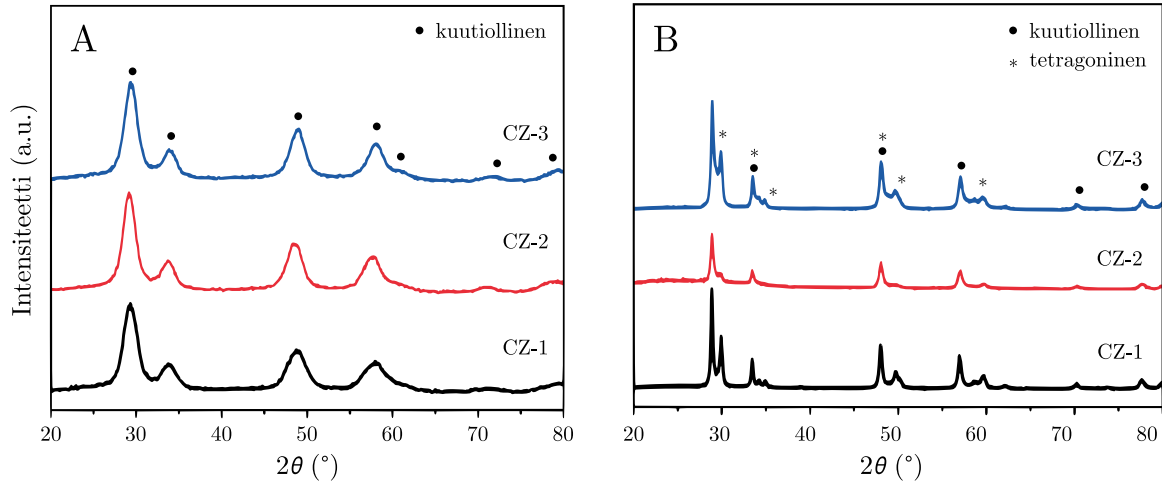 A
• kuutiollinen
CZ-3
CZ-2
CZ-1
Intensiteetti (a.u.)
20 30 40 50 60 70 80
2θ (°)
B
• kuutiollinen
* tetragoninen
CZ-3
CZ-2
CZ-1
20 30 40 50 60 70 80
2θ (°)